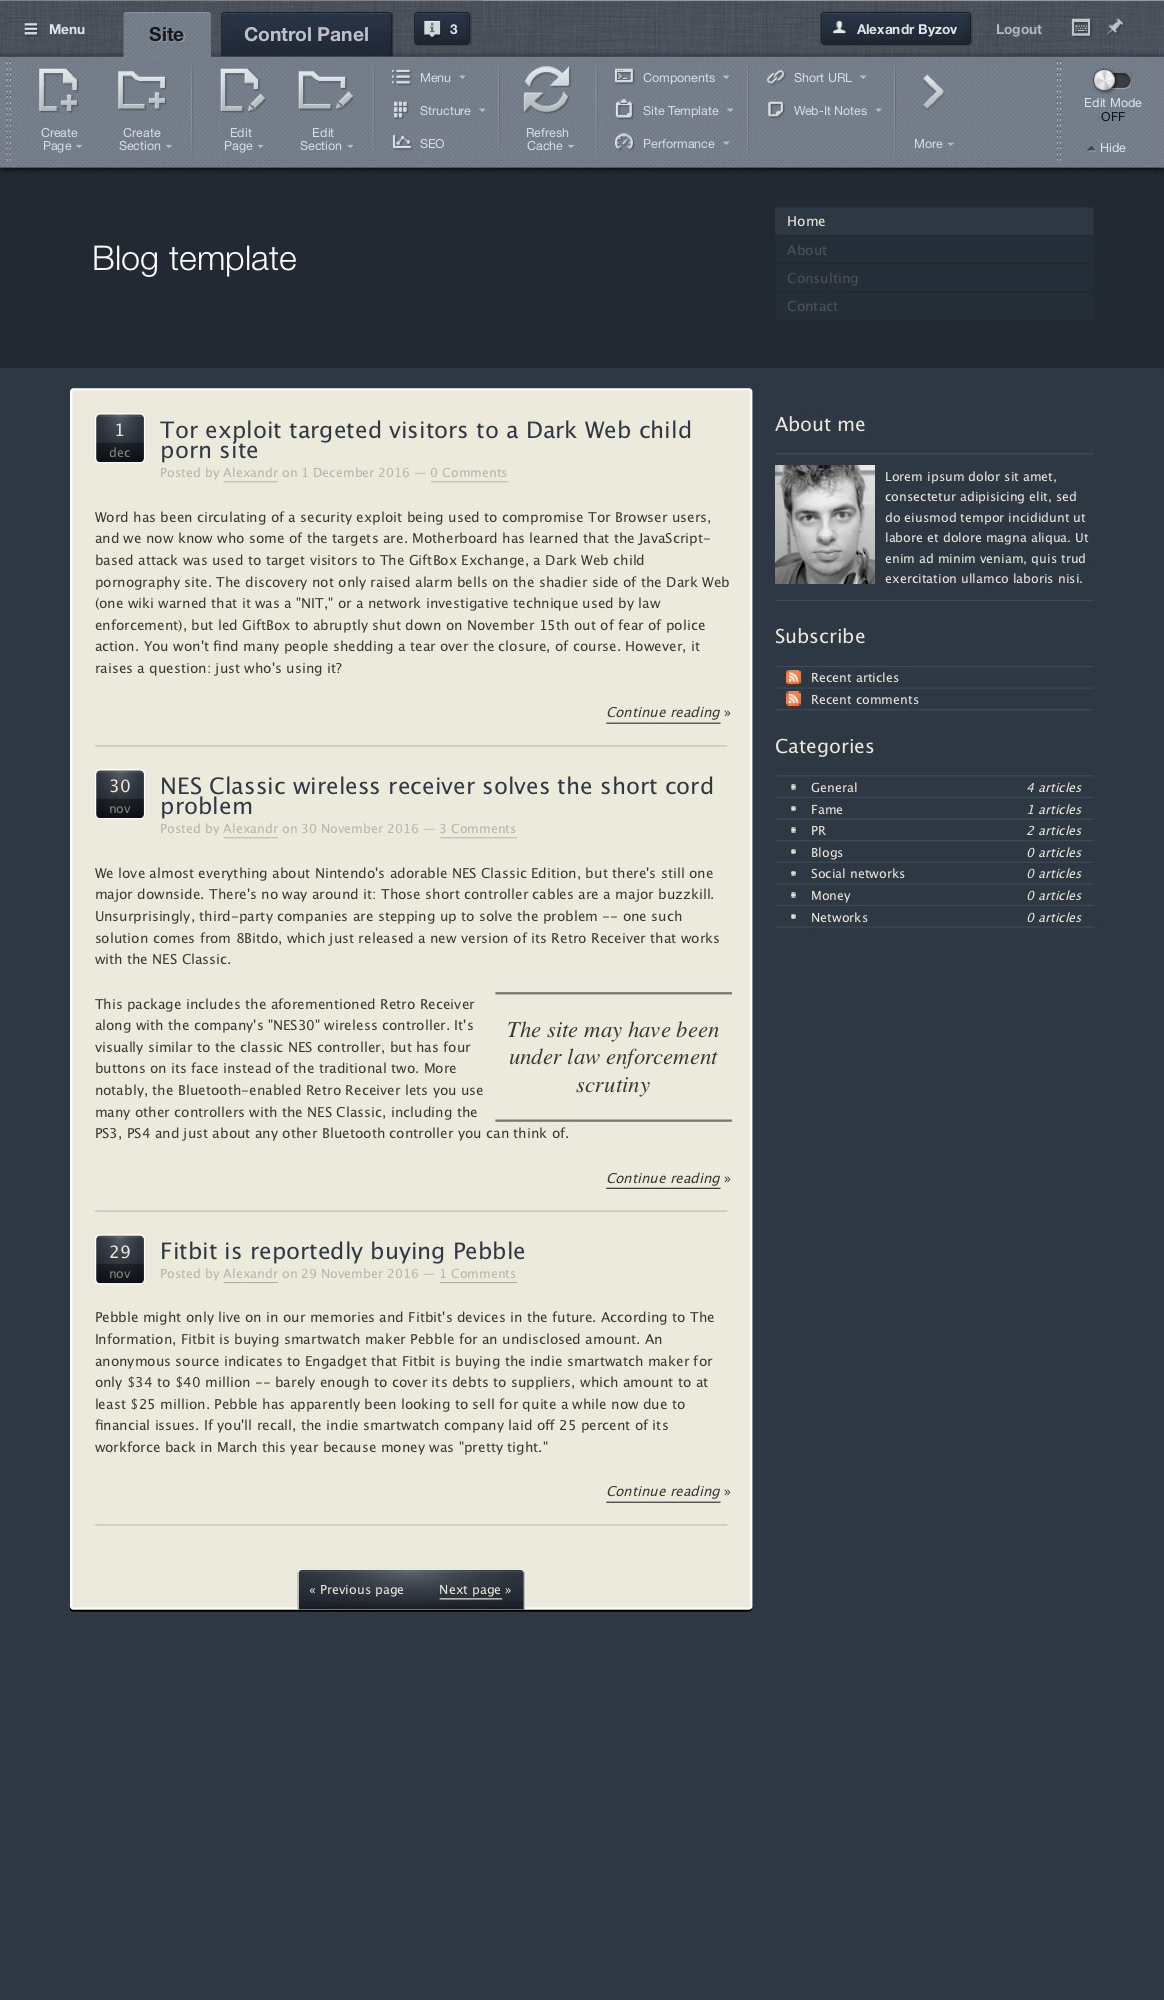 Menu
Site
Control Panel
3
Alexandr Byzov
Logout
Create
Page
Create
Section
Edit
Page
Edit
Section
Menu
Structure
SEO
Refresh
Cache
Components
Site Template
Performance
Short URL
Web-It Notes
More
Edit Mode
OFF
Hide
Blog template
Home
About
Consulting
Contact
1
dec
Tor exploit targeted visitors to a Dark Web child
porn site
Posted by Alexandr on 1 December 2016 — 0 Comments
Word has been circulating of a security exploit being used to compromise Tor Browser users,
and we now know who some of the targets are. Motherboard has learned that the JavaScript-
based attack was used to target visitors to The GiftBox Exchange, a Dark Web child
pornography site. The discovery not only raised alarm bells on the shadier side of the Dark Web
(one wiki warned that it was a "NIT," or a network investigative technique used by law
enforcement), but led GiftBox to abruptly shut down on November 15th out of fear of police
action. You won't find many people shedding a tear over the closure, of course. However, it
raises a question: just who's using it?
Continue reading »
30
nov
NES Classic wireless receiver solves the short cord
problem
Posted by Alexandr on 30 November 2016 — 3 Comments
We love almost everything about Nintendo's adorable NES Classic Edition, but there's still one
major downside. There's no way around it: Those short controller cables are a major buzzkill.
Unsurprisingly, third-party companies are stepping up to solve the problem -- one such
solution comes from 8Bitdo, which just released a new version of its Retro Receiver that works
with the NES Classic.
This package includes the aforementioned Retro Receiver
along with the company's "NES30" wireless controller. It's
visually similar to the classic NES controller, but has four
buttons on its face instead of the traditional two. More
notably, the Bluetooth-enabled Retro Receiver lets you use
many other controllers with the NES Classic, including the
PS3, PS4 and just about any other Bluetooth controller you can think of.
The site may have been
under law enforcement
scrutiny
Continue reading »
29
nov
Fitbit is reportedly buying Pebble
Posted by Alexandr on 29 November 2016 — 1 Comments
Pebble might only live on in our memories and Fitbit's devices in the future. According to The
Information, Fitbit is buying smartwatch maker Pebble for an undisclosed amount. An
anonymous source indicates to Engadget that Fitbit is buying the indie smartwatch maker for
only $34 to $40 million -- barely enough to cover its debts to suppliers, which amount to at
least $25 million. Pebble has apparently been looking to sell for quite a while now due to
financial issues. If you'll recall, the indie smartwatch company laid off 25 percent of its
workforce back in March this year because money was "pretty tight."
Continue reading »
« Previous page
Next page »
About me
Lorem ipsum dolor sit amet,
consectetur adipisicing elit, sed
do eiusmod tempor incididunt ut
labore et dolore magna aliqua. Ut
enim ad minim veniam, quis trud
exercitation ullamco laboris nisi.
Subscribe
Recent articles
Recent comments
Categories
General 4 articles
Fame 1 articles
PR 2 articles
Blogs 0 articles
Social networks 0 articles
Money 0 articles
Networks 0 articles